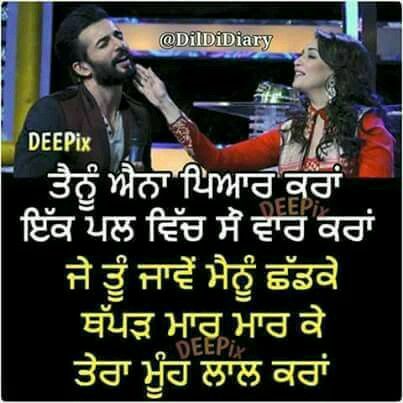 @DilDiDiary
DEEPix
ਤੈਨੂੰ ਐਨਾ ਪਿਆਰ ਕਰਾਂ
DEEPix
ਇੱਕ ਪਲ ਵਿੱਚ ਸੌਂ ਵਾਰ ਕਰਾਂ
ਜੇ ਤੂੰ ਜਾਵੇਂ ਮੈਨੂੰ ਛੱਡਕੇ
ਥੱਪੜ ਮਾਰ ਮਾਰ ਕੇ
DEEPix
ਤੇਰਾ ਮੂੰਹ ਲਾਲ ਕਰਾਂ